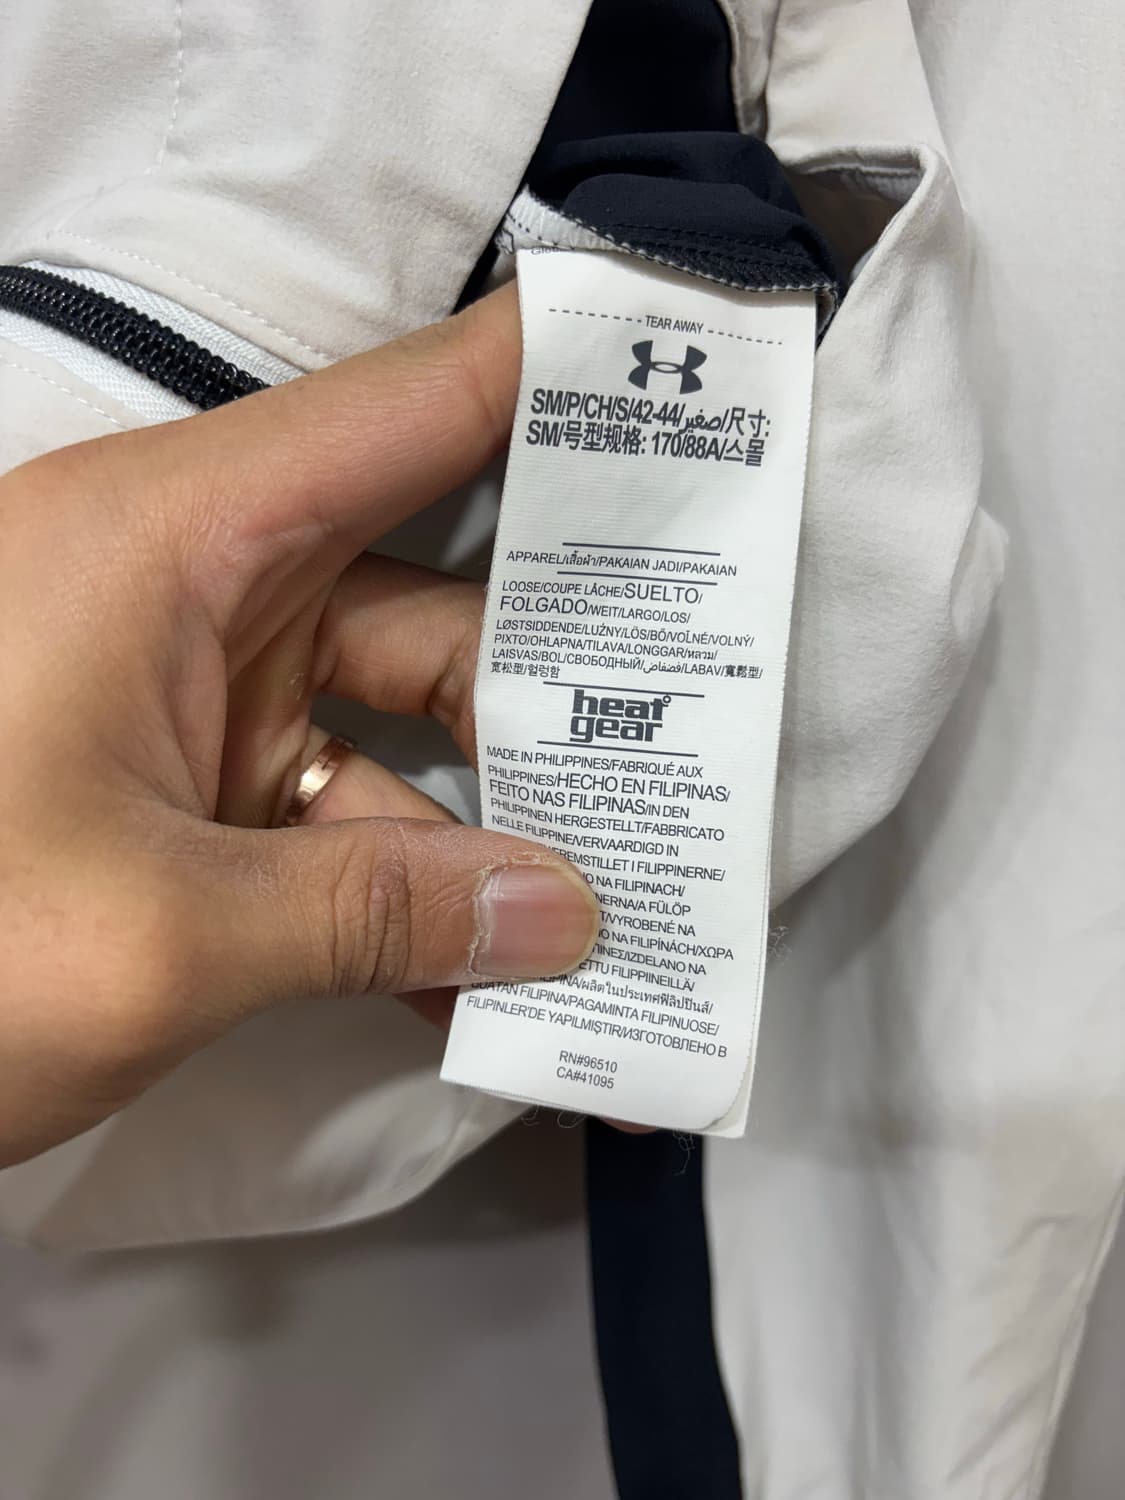 TEAR AWAY
SM/P/CH/S/42-44/صغير/尺寸:
SM/号型规格: 170/88A/스몰
APPAREL/เสื้อผ้า/PAKAIAN JADI/PAKAIAN
LOOSE/COUPE LÂCHE/SUELTO/
FOLGADO/WEIT/LARGO/LOS/
LØSTSIDDENDE/LUŹNY/LÖS/BŐ/VOĽNÉ/VOLNÝ/
PIXTO/OHLAPNA/TILAVA/LONGGAR/หลวม/
LAISVAS/BOL/СВОБОДНЫЙ/فضفاض/LABAV/寬鬆型/
宽松型/헐렁함
heat
gear
MADE IN PHILIPPINES/FABRIQUÉ AUX
PHILIPPINES/HECHO EN FILIPINAS/
FEITO NAS FILIPINAS/IN DEN
PHILIPPINEN HERGESTELLT/FABBRICATO
NELLE FILIPPINE/VERVAARDIGD IN
I FILIPPINERNE/
NA FILIPINACH/
FÜLÖP
VYROBENÉ NA
NA FILIPÍNÁCH/ΧΩΡΑ
IZDELANO NA
FILIPPIINEILLÄ/
ผลิตในประเทศฟิลิปปินส์/
BUATAN FILIPINA/PAGAMINTA FILIPINUOSE/
FILIPINLER'DE YAPILMIŞTIR/ИЗГОТОВЛЕНО В
RN#96510
CA#41095